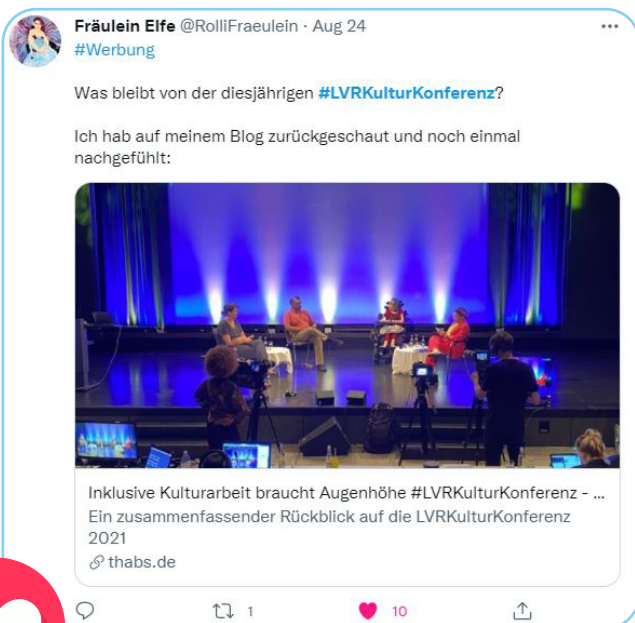 Fräulein Elfe @RolliFraeulein · Aug 24
#Werbung
Was bleibt von der diesjährigen #LVRKulturKonferenz?
Ich hab auf meinem Blog zurückgeschaut und noch einmal
nachgefühlt:
Inklusive Kulturarbeit braucht Augenhöhe #LVRKulturKonferenz - ...
Ein zusammenfassender Rückblick auf die LVRKulturKonferenz
2021
thabs.de
1 10